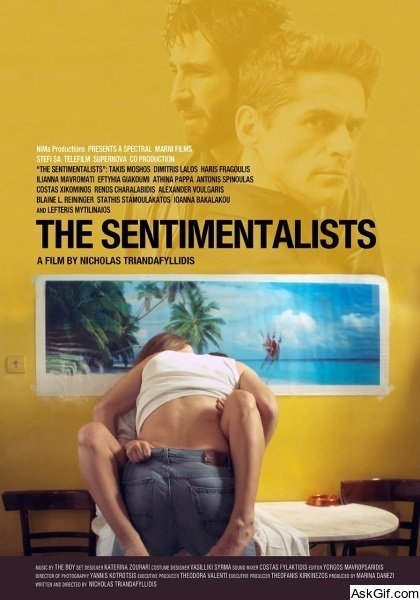 NiMa Productions PRESENTS A SPECTRAL MARNI FILMS
STEFI SA TELEFILM SUPERNOVA CO PRODUCTION
"THE SENTIMENTALISTS": TAKIS MOSHOS DIMITRIS LALOS HARIS FRAGOULIS
ILIANNA MAVROMATI EFTYHIA GIAKOUMI ATHINA PAPPA ANTONIS SPINOULAS
COSTAS XIKOMINOS RENOS CHARALABIDIS ALEXANDER VOULGARIS
BLAINE L. REININGER STATHIS STAMOULAKATOS IOANNA BAKALAKOU
AND LEFTERIS MYTILINAIOS
THE SENTIMENTALISTS
A FILM BY NICHOLAS TRIANDAFYLLIDIS
MUSIC BY THE BOY SET DESIGNER KATERINA ZOURARI COSTUME DESIGNER VASILLIKI SYRMA SOUND MIXER COSTAS FYLAKTIDIS EDITOR YORGOS MAVROPSARIDIS
DIRECTOR OF PHOTOGRAPHY YANNIS KOTROTSIS EXECUTIVE PRODUCER THEODORA VALENTI EXECUTIVE PRODUCER THEOFANIS KIRKINEZOS PRODUCED BY MARINA DANEZI
WRITTEN AND DIRECTED BY NICHOLAS TRIANDAFYLLIDIS
AskGif.com